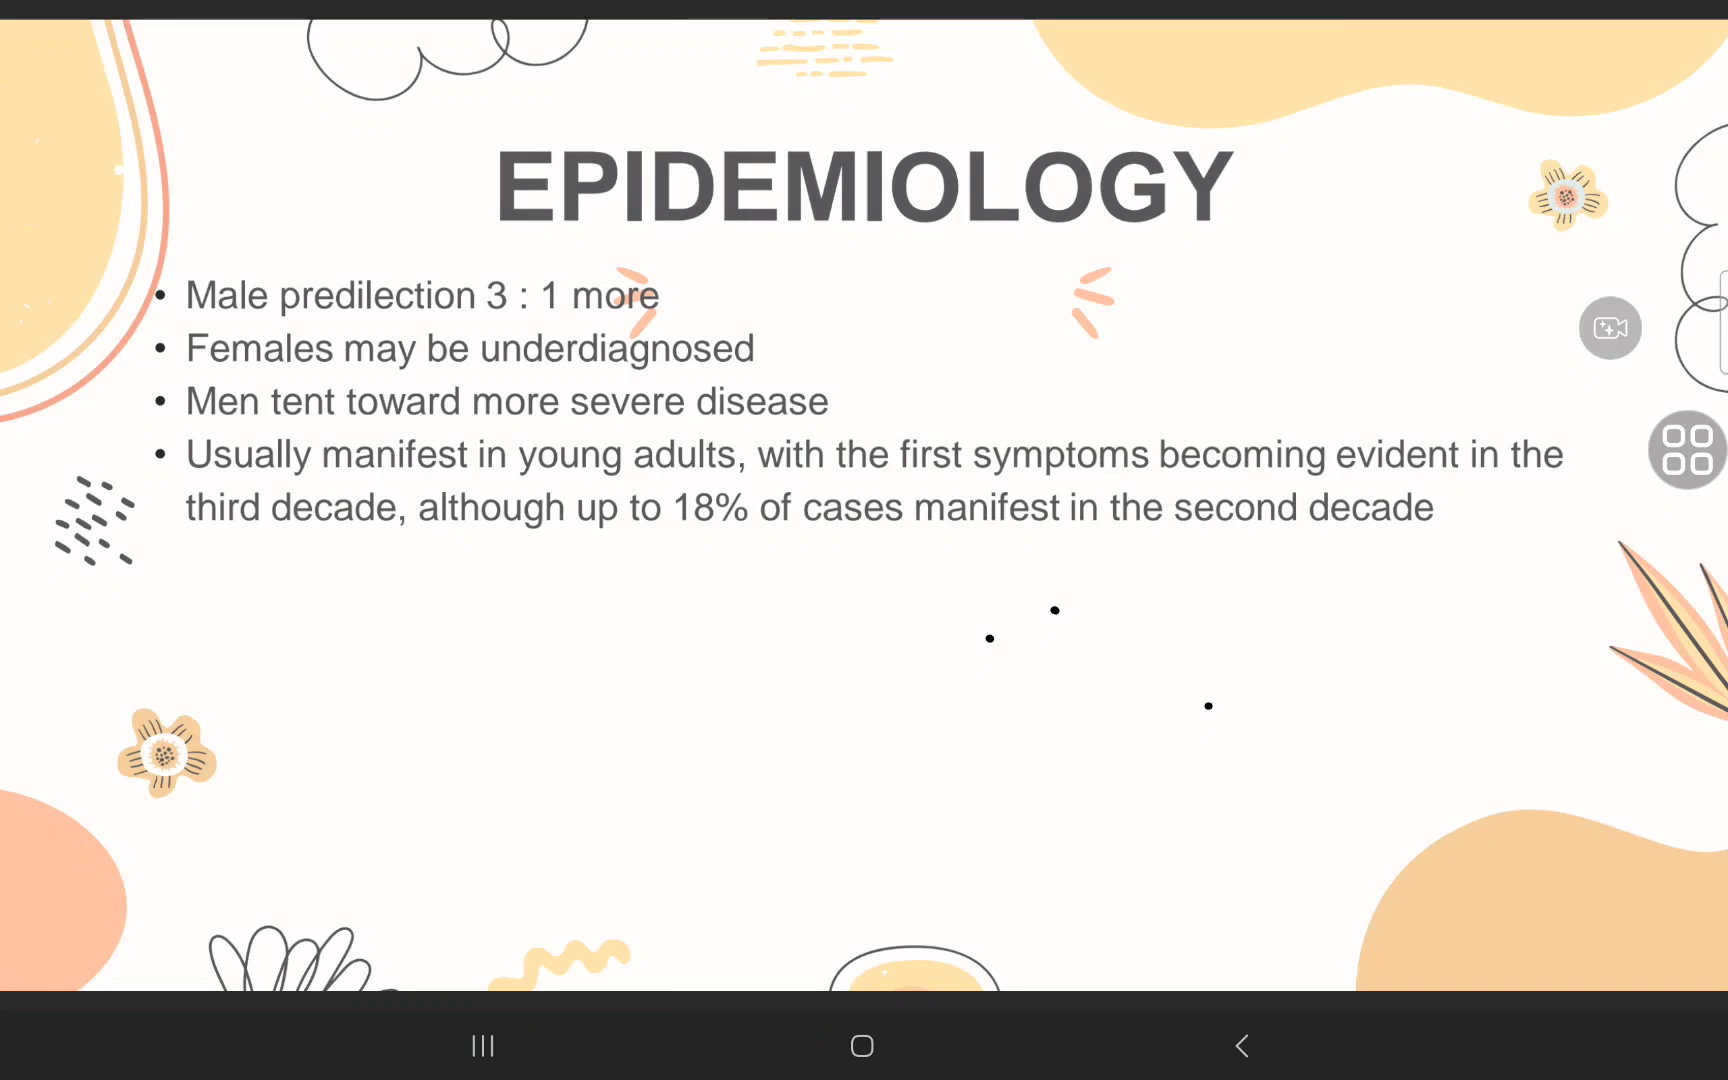 EPIDEMIOLOGY
• Male predilection 3 : 1 more
• Females may be underdiagnosed
• Men tent toward more severe disease
• Usually manifest in young adults, with the first symptoms becoming evident in the
third decade, although up to 18% of cases manifest in the second decade